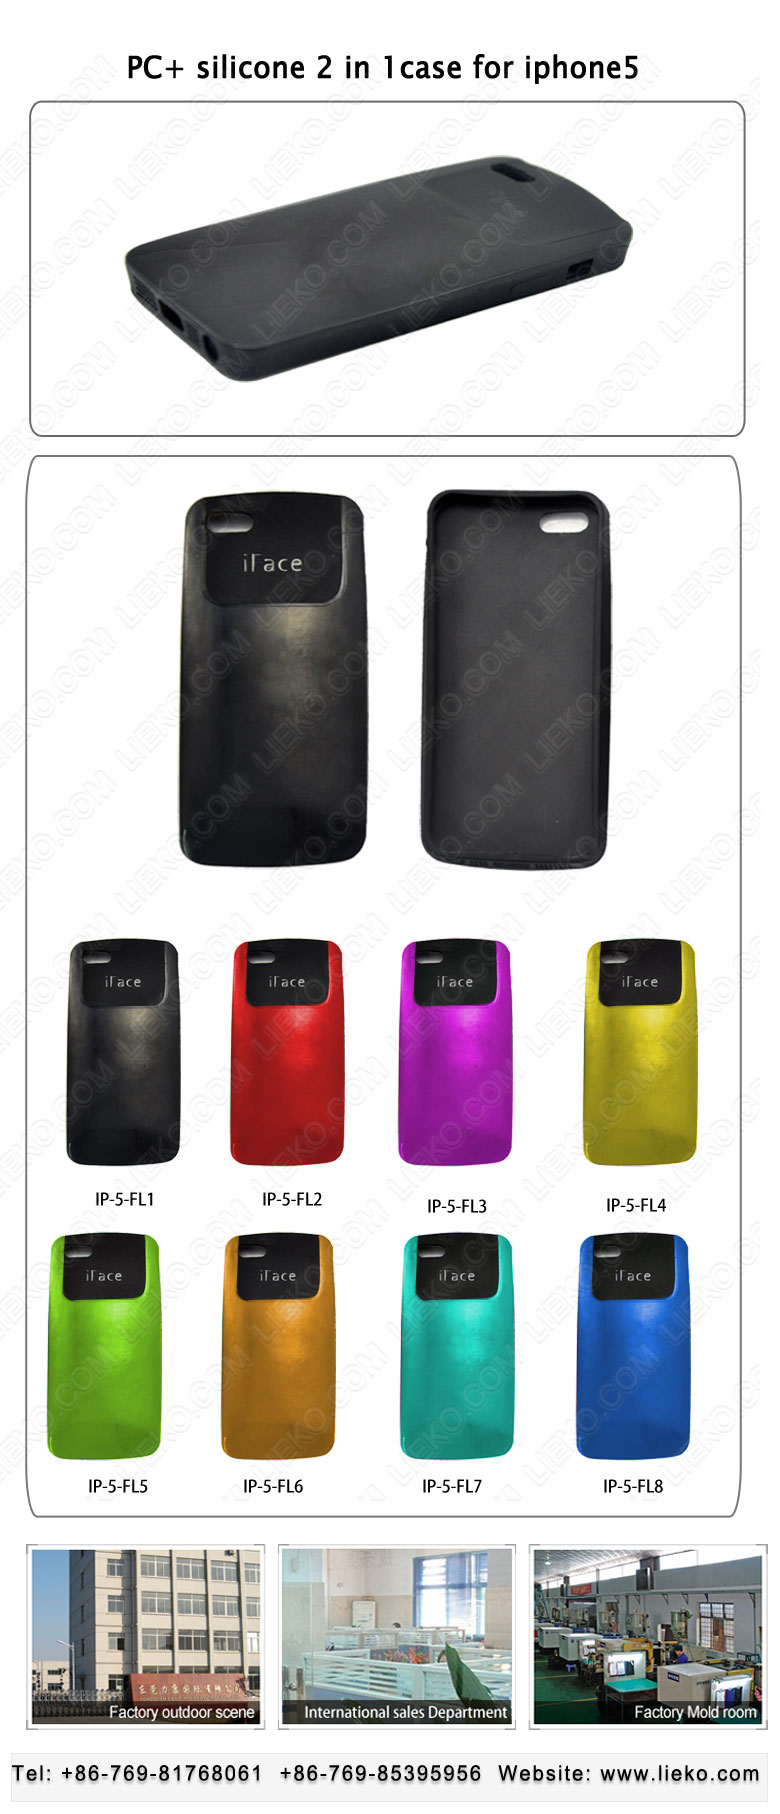 PC+ silicone 2 in 1case for iphone5
iFace
iFace iFace iFace iFace
IP-5-FL1 IP-5-FL2 IP-5-FL3 IP-5-FL4
iFace iFace iFace iFace
IP-5-FL5 IP-5-FL6 IP-5-FL7 IP-5-FL8
Factory outdoor scene International sales Department Factory Mold room
Tel: +86-769-81768061 +86-769-85395956 Website: www.lieko.com
LIEKO.COM